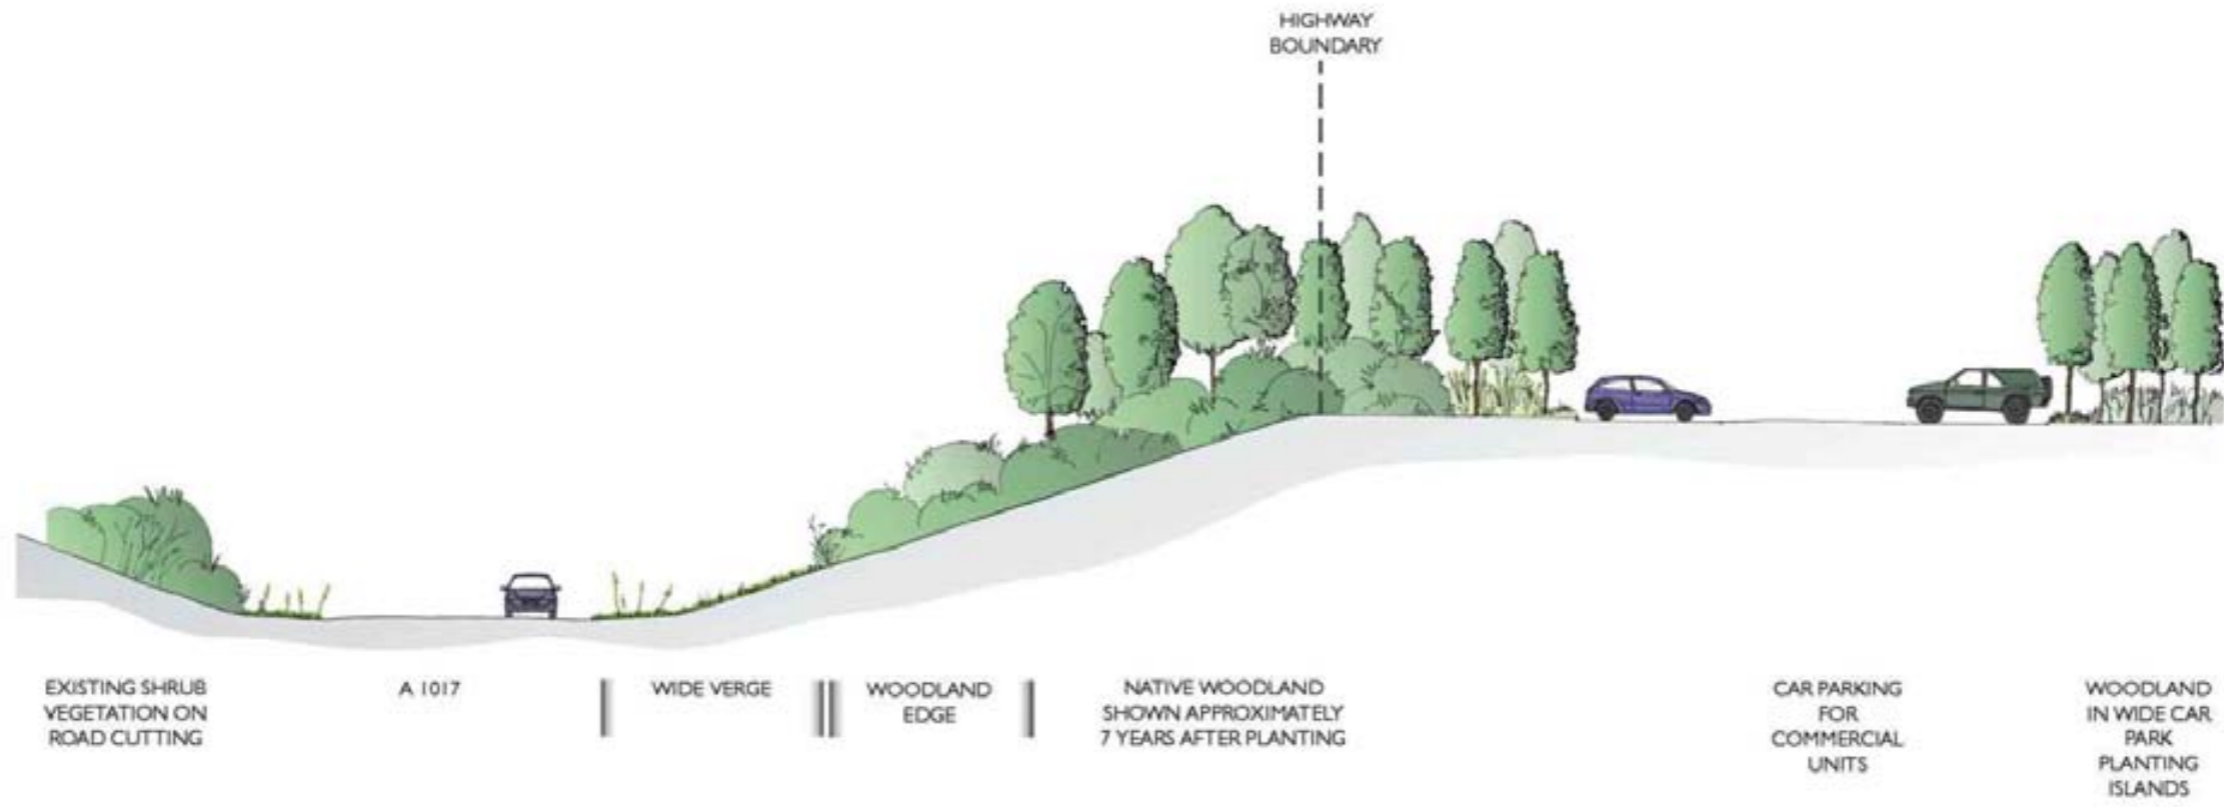 HIGHWAY
BOUNDARY
EXISTING SHRUB
VEGETATION ON
ROAD CUTTING
A 1017
WIDE VERGE
WOODLAND
EDGE
NATIVE WOODLAND
SHOWN APPROXIMATELY
7 YEARS AFTER PLANTING
CAR PARKING
FOR
COMMERCIAL
UNITS
WOODLAND
IN WIDE CAR
PARK
PLANTING
ISLANDS